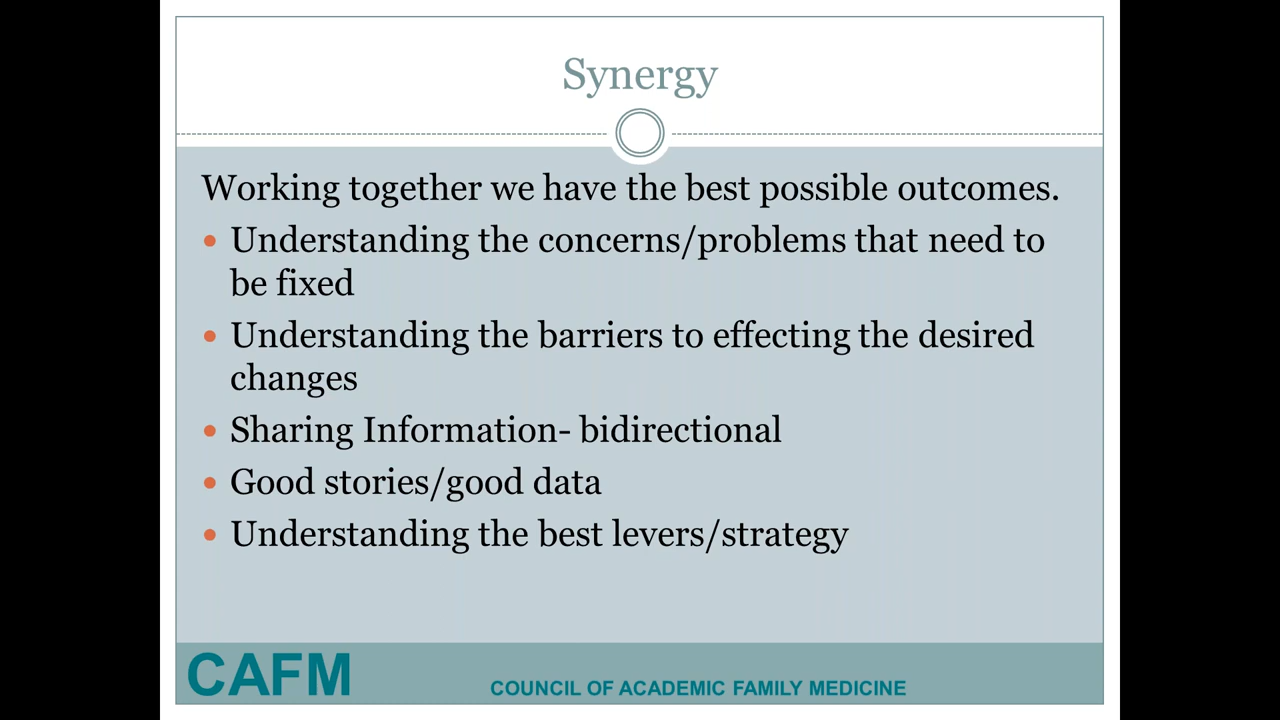 Synergy
Working together we have the best possible outcomes.
• Understanding the concerns/problems that need to
be fixed
• Understanding the barriers to effecting the desired
changes
• Sharing Information- bidirectional
• Good stories/good data
• Understanding the best levers/strategy
CAFM
COUNCIL OF ACADEMIC FAMILY MEDICINE